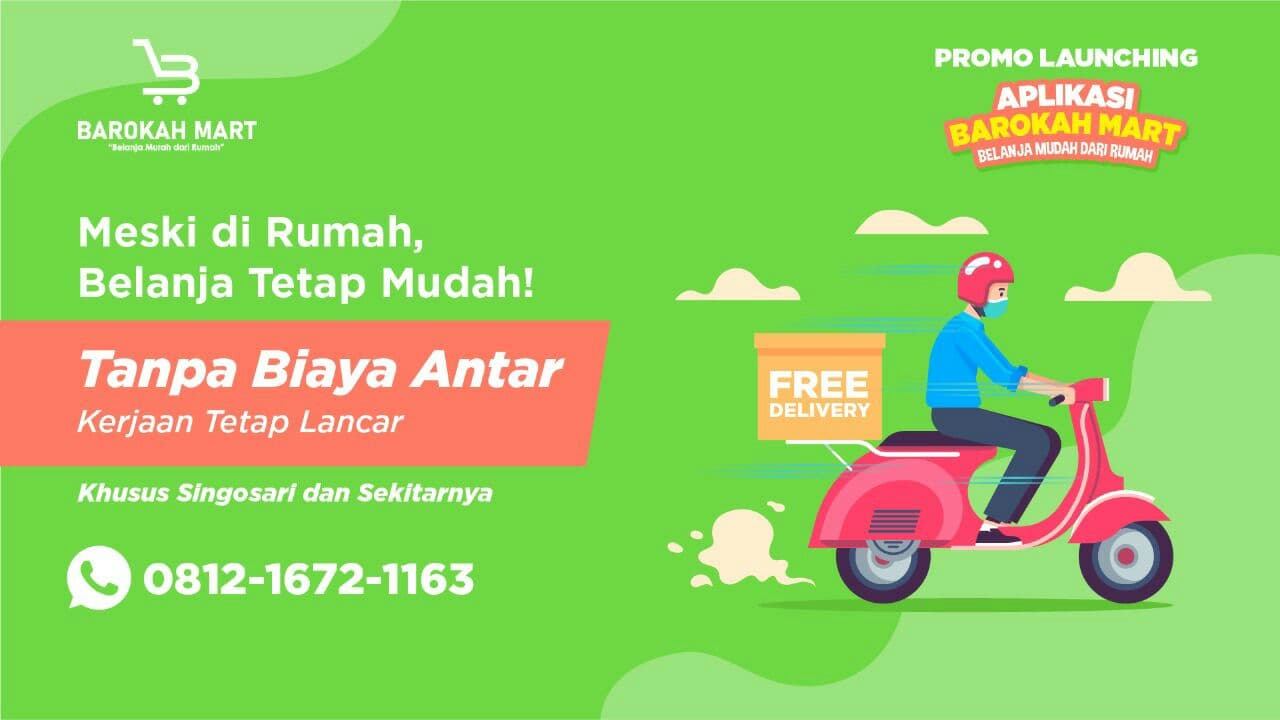 BAROKAH MART
"Belanja Murah dari Rumah"
PROMO LAUNCHING
APLIKASI
BAROKAH MART
BELANJA MUDAH DARI RUMAH
Meski di Rumah,
Belanja Tetap Mudah!
Tanpa Biaya Antar
Kerjaan Tetap Lancar
Khusus Singosari dan Sekitarnya
0812-1672-1163
FREE
DELIVERY